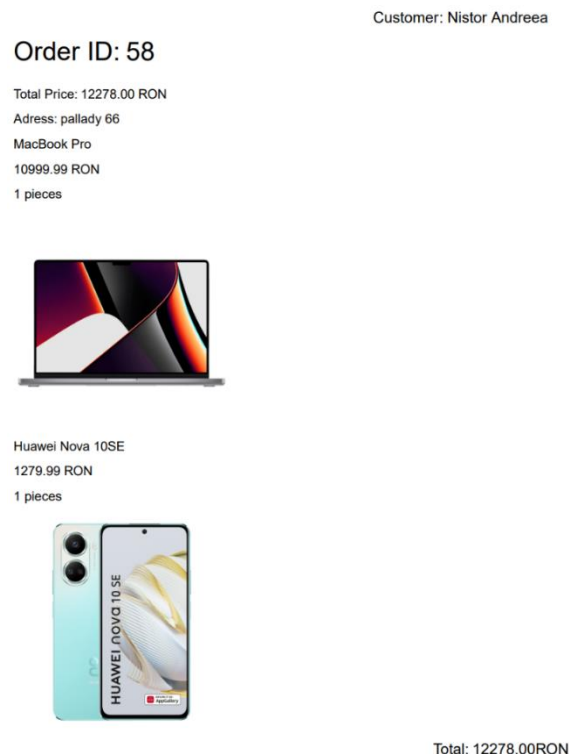 Customer: Nistor Andreea
Order ID: 58
Total Price: 12278.00 RON
Adress: pallady 66
MacBook Pro
10999.99 RON
1 pieces
Huawei Nova 10SE
1279.99 RON
1 pieces
HUAWEI nova 10 SE
AppGallery
Total: 12278.00RON